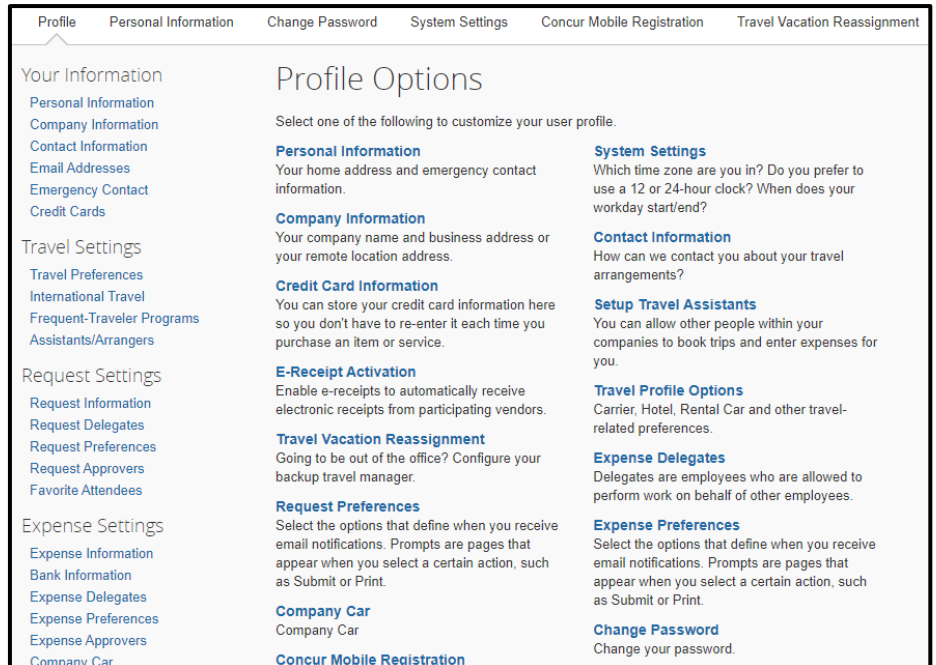 Profile Personal Information Change Password System Settings Concur Mobile Registration Travel Vacation Reassignment
Your Information
Personal Information
Company Information
Contact Information
Email Addresses
Emergency Contact
Credit Cards
Travel Settings
Travel Preferences
International Travel
Frequent-Traveler Programs
Assistants/Arrangers
Request Settings
Request Information
Request Delegates
Request Preferences
Request Approvers
Favorite Attendees
Expense Settings
Expense Information
Bank Information
Expense Delegates
Expense Preferences
Expense Approvers
Company Car
Profile Options
Select one of the following to customize your user profile.
Personal Information
Your home address and emergency contact
information.
Company Information
Your company name and business address or
your remote location address.
Credit Card Information
You can store your credit card information here
so you don't have to re-enter it each time you
purchase an item or service.
E-Receipt Activation
Enable e-receipts to automatically receive
electronic receipts from participating vendors.
Travel Vacation Reassignment
Going to be out of the office? Configure your
backup travel manager.
Request Preferences
Select the options that define when you receive
email notifications. Prompts are pages that
appear when you select a certain action, such
as Submit or Print.
Company Car
Company Car
Concur Mobile Registration
System Settings
Which time zone are you in? Do you prefer to
use a 12 or 24-hour clock? When does your
workday start/end?
Contact Information
How can we contact you about your travel
arrangements?
Setup Travel Assistants
You can allow other people within your
companies to book trips and enter expenses for
you.
Travel Profile Options
Carrier, Hotel, Rental Car and other travel-
related preferences.
Expense Delegates
Delegates are employees who are allowed to
perform work on behalf of other employees.
Expense Preferences
Select the options that define when you receive
email notifications. Prompts are pages that
appear when you select a certain action, such
as Submit or Print.
Change Password
Change your password.